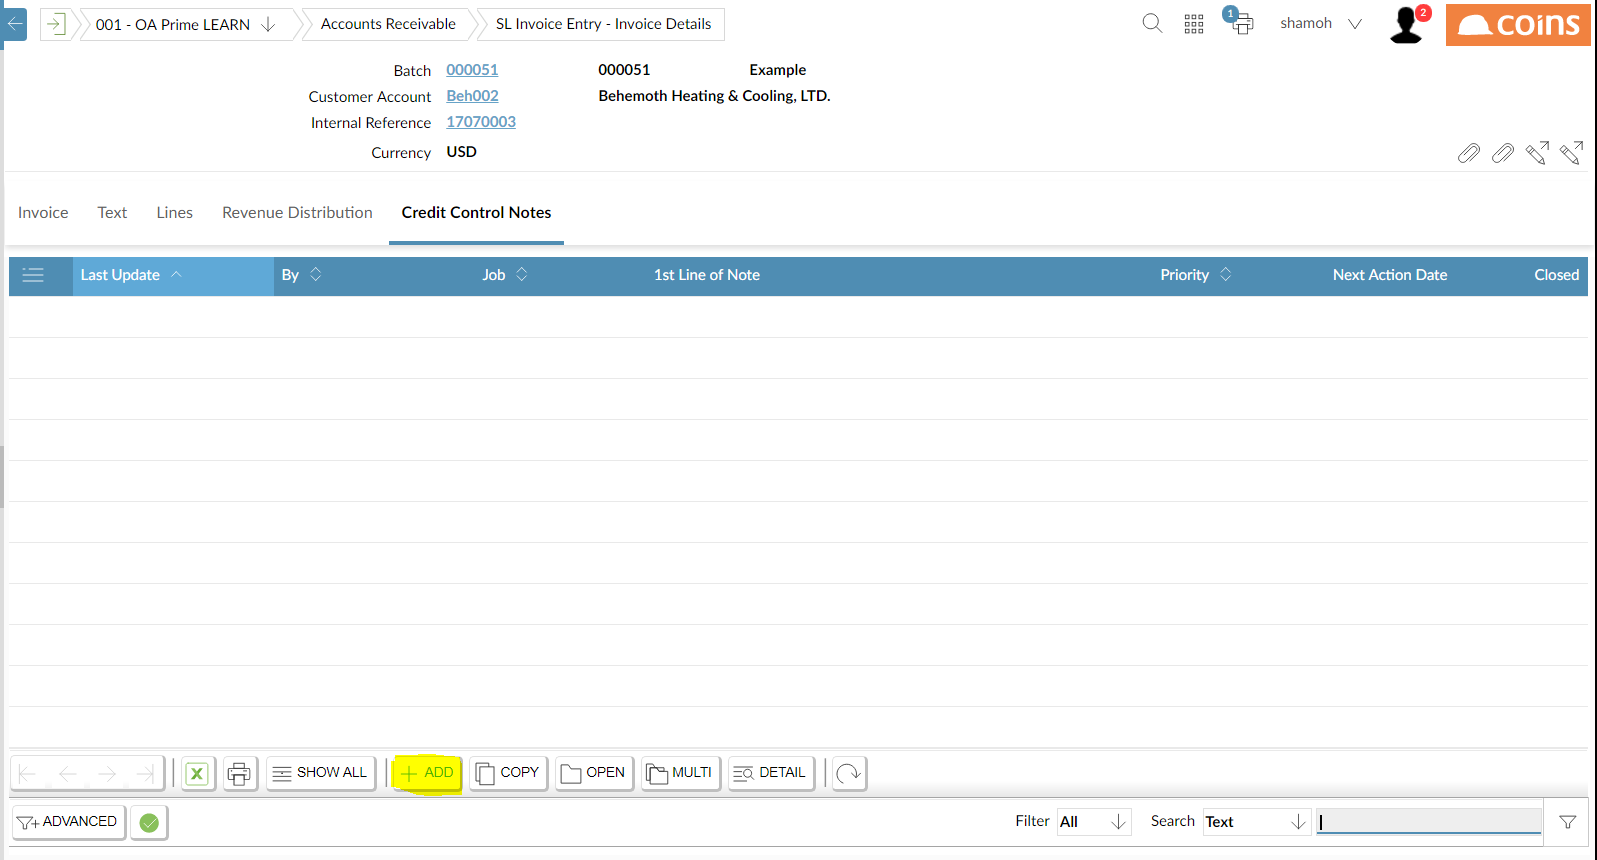 001 - OA Prime LEARN Accounts Receivable SL Invoice Entry - Invoice Details 1 shamoh 2 coins
Batch 000051 000051 Example
Customer Account Beh002 Behemoth Heating & Cooling, LTD.
Internal Reference 17070003
Currency USD
Invoice Text Lines Revenue Distribution Credit Control Notes
Last Update By Job 1st Line of Note Priority Next Action Date Closed
X SHOW ALL ADD COPY OPEN MULTI DETAIL
ADVANCED Filter All Search Text